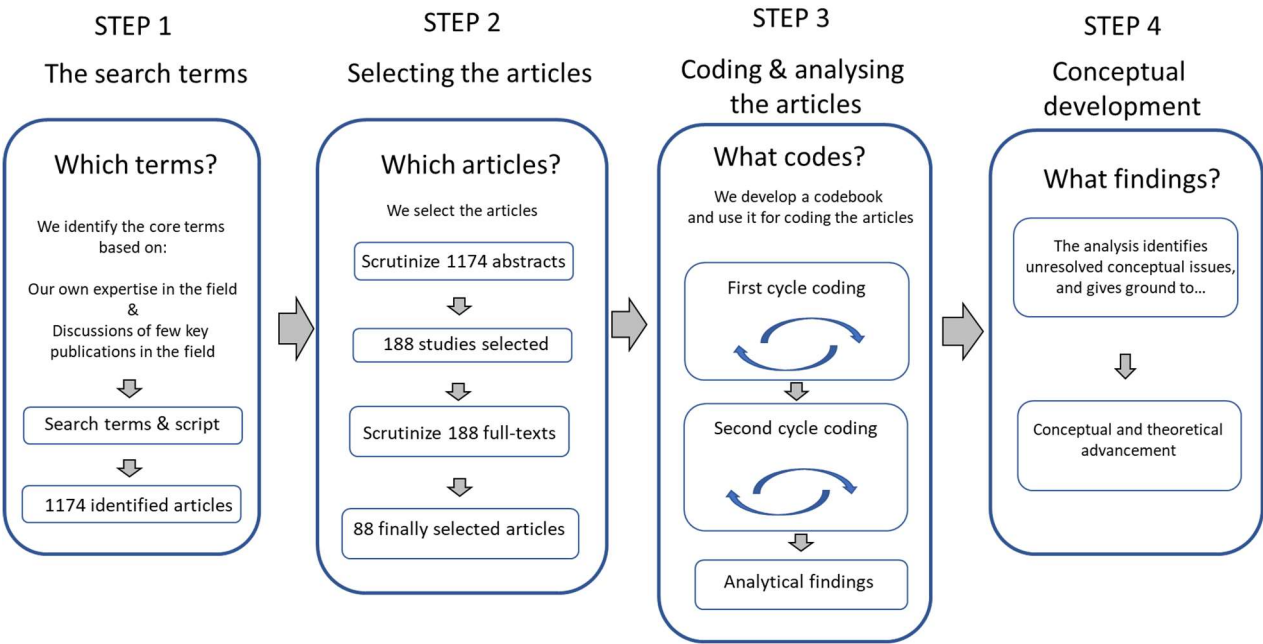 STEP 1
The search terms
Which terms?
We identify the core terms
based on:
Our own expertise in the field
&
Discussions of few key
publications in the field
Search terms & script
1174 identified articles
STEP 2
Selecting the articles
Which articles?
We select the articles
Scrutinize 1174 abstracts
188 studies selected
Scrutinize 188 full-texts
88 finally selected articles
STEP 3
Coding & analysing
the articles
What codes?
We develop a codebook
and use it for coding the articles
First cycle coding
Second cycle coding
Analytical findings
STEP 4
Conceptual
development
What findings?
The analysis identifies
unresolved conceptual issues,
and gives ground to...
Conceptual and theoretical
advancement